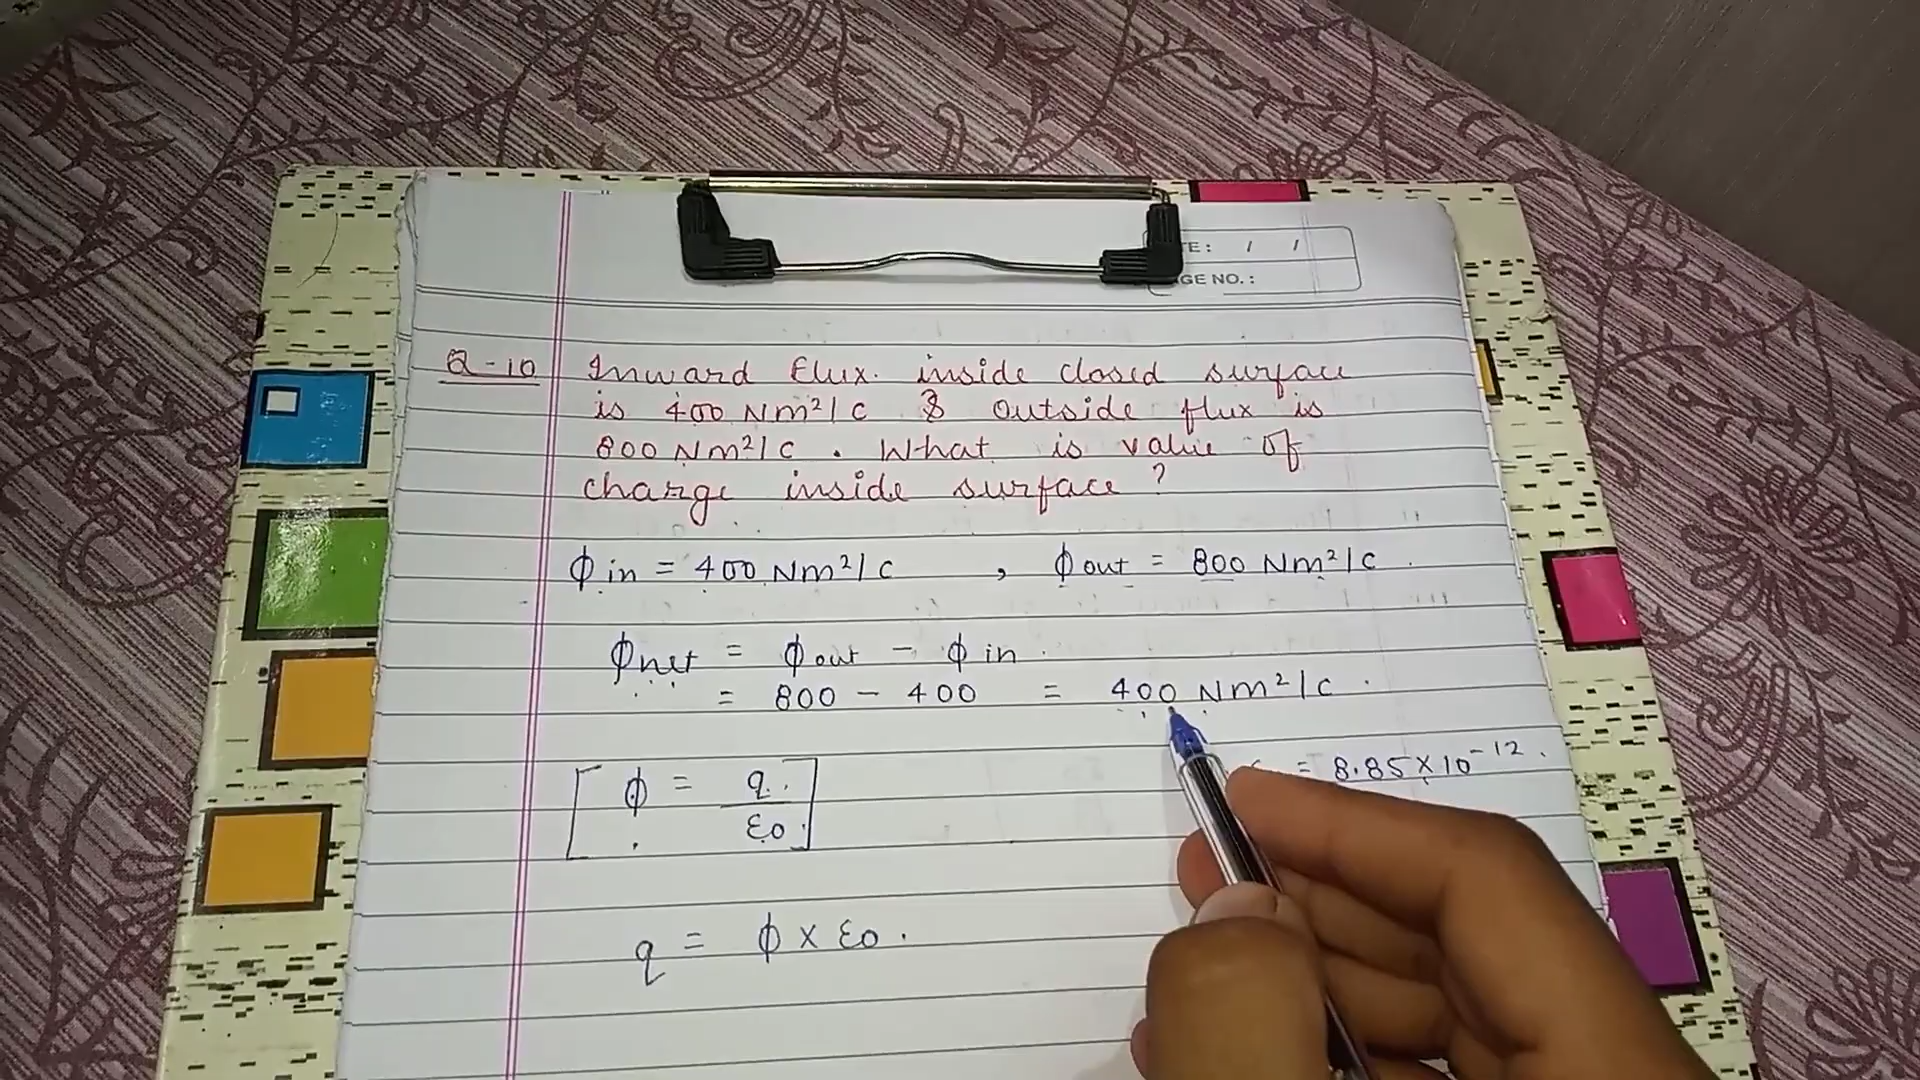 TE: / /
GE NO.:
Q-10 Inward flux. inside closed surface
is 400 Nm²/C & Outside flux is
800 Nm²/C. What is value of
charge inside surface?
ϕ in = 400 Nm²/C , ϕ out = 800 Nm²/C.
ϕ net = ϕ out - ϕ in.
= 800 - 400 = 400 Nm²/C.
= 8.85 × 10⁻¹².
[ϕ = q/ε0]
q = ϕ × ε0.